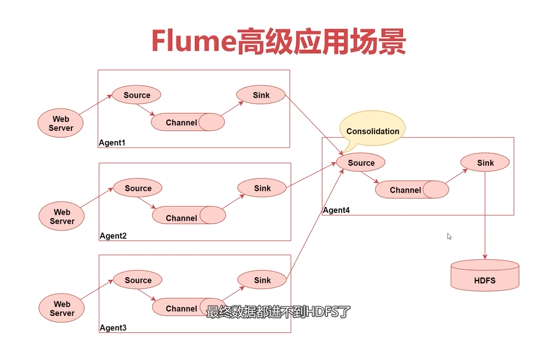 Flume高级应用场景
Web
Server
Source
Channel
Sink
Agent1
Web
Server
Source
Channel
Sink
Agent2
Web
Server
Source
Channel
Sink
Agent3
Consolidation
Source
Channel
Sink
Agent4
HDFS
最终数据都进不到HDFS了